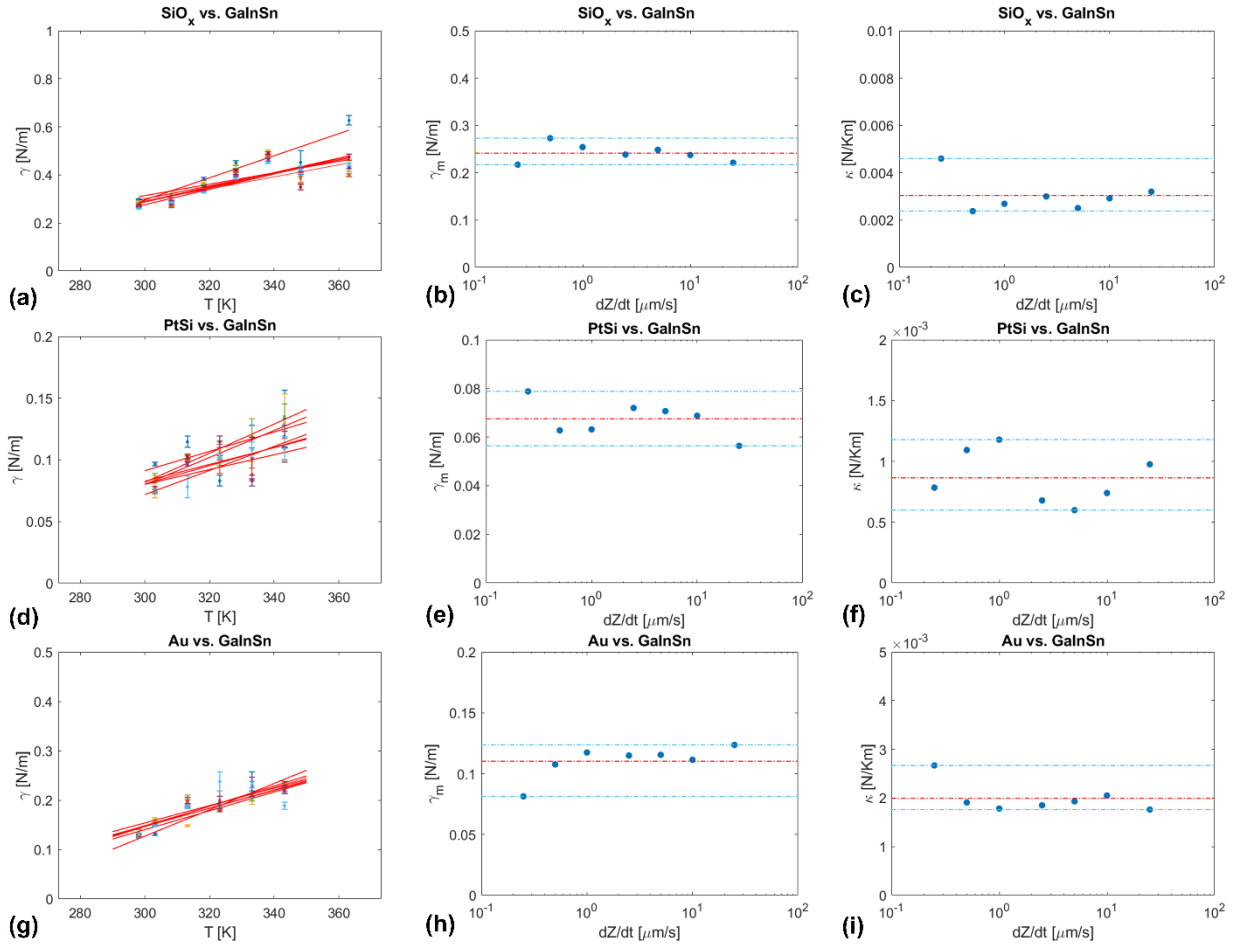 SiOx vs. GaInSn
SiOx vs. GaInSn
SiOx vs. GaInSn
1
0.8
0.6
0.4
0.2
0
γ [N/m]
280 300 320 340 360
T [K]
(a)
0.5
0.4
0.3
0.2
0.1
0
γm [N/m]
10-1 100 101 102
dZ/dt [μm/s]
(b)
0.01
0.008
0.006
0.004
0.002
0
κ [N/Km]
10-1 100 101 102
dZ/dt [μm/s]
(c)
PtSi vs. GaInSn
PtSi vs. GaInSn
PtSi vs. GaInSn
0.2
0.15
0.1
0.05
0
γ [N/m]
280 300 320 340 360
T [K]
(d)
0.1
0.08
0.06
0.04
0.02
0
γm [N/m]
10-1 100 101 102
dZ/dt [μm/s]
(e)
×10-3
2
1.5
1
0.5
0
κ [N/Km]
10-1 100 101 102
dZ/dt [μm/s]
(f)
Au vs. GaInSn
Au vs. GaInSn
Au vs. GaInSn
0.5
0.4
0.3
0.2
0.1
0
γ [N/m]
280 300 320 340 360
T [K]
(g)
0.2
0.15
0.1
0.05
0
γm [N/m]
10-1 100 101 102
dZ/dt [μm/s]
(h)
×10-3
5
4
3
2
1
0
κ [N/Km]
10-1 100 101 102
dZ/dt [μm/s]
(i)